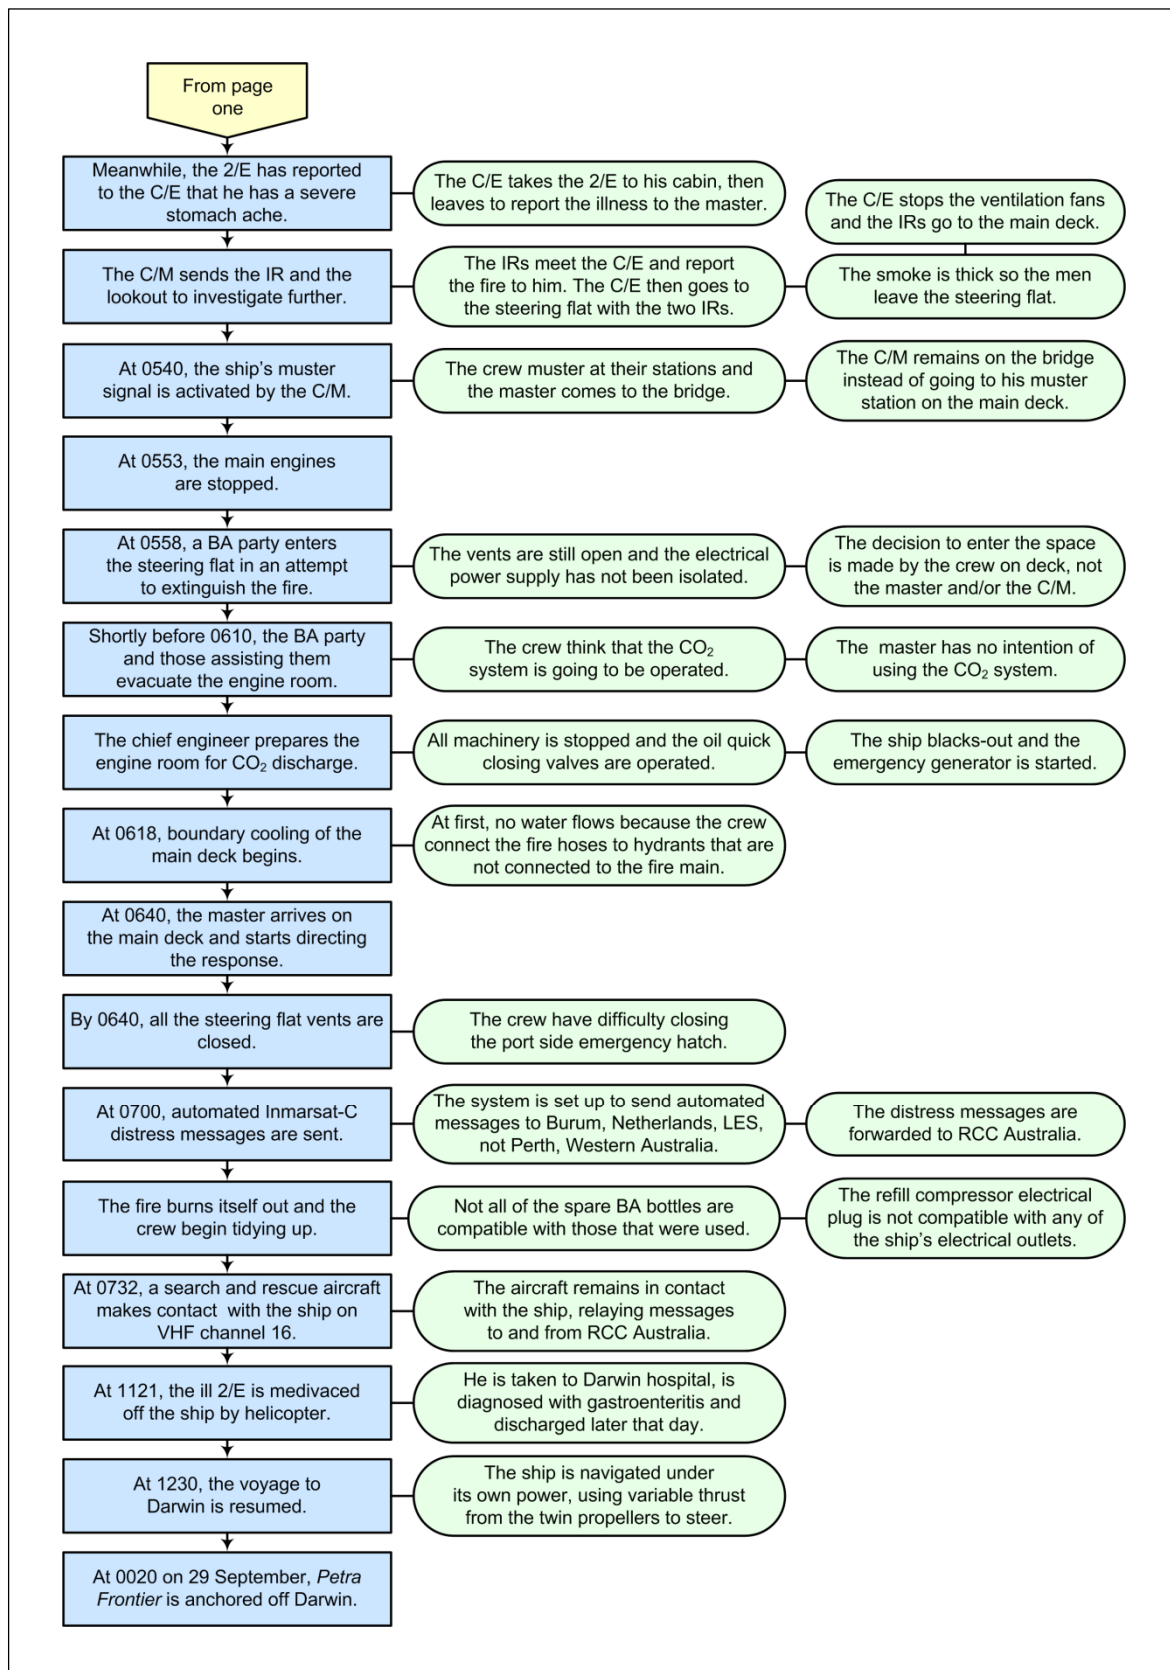 From page
one
Meanwhile, the 2/E has reported
to the C/E that he has a severe
stomach ache.
The C/E takes the 2/E to his cabin, then
leaves to report the illness to the master.
The C/E stops the ventilation fans
and the IRs go to the main deck.
The C/M sends the IR and the
lookout to investigate further.
The IRs meet the C/E and report
the fire to him. The C/E then goes to
the steering flat with the two IRs.
The smoke is thick so the men
leave the steering flat.
At 0540, the ship's muster
signal is activated by the C/M.
The crew muster at their stations and
the master comes to the bridge.
The C/M remains on the bridge
instead of going to his muster
station on the main deck.
At 0553, the main engines
are stopped.
At 0558, a BA party enters
the steering flat in an attempt
to extinguish the fire.
The vents are still open and the electrical
power supply has not been isolated.
The decision to enter the space
is made by the crew on deck, not
the master and/or the C/M.
Shortly before 0610, the BA party
and those assisting them
evacuate the engine room.
The crew think that the CO₂
system is going to be operated.
The master has no intention of
using the CO₂ system.
The chief engineer prepares the
engine room for CO₂ discharge.
All machinery is stopped and the oil quick
closing valves are operated.
The ship blacks-out and the
emergency generator is started.
At 0618, boundary cooling of the
main deck begins.
At first, no water flows because the crew
connect the fire hoses to hydrants that are
not connected to the fire main.
At 0640, the master arrives on
the main deck and starts directing
the response.
By 0640, all the steering flat vents are
closed.
The crew have difficulty closing
the port side emergency hatch.
At 0700, automated Inmarsat-C
distress messages are sent.
The system is set up to send automated
messages to Burum, Netherlands, LES,
not Perth, Western Australia.
The distress messages are
forwarded to RCC Australia.
The fire burns itself out and the
crew begin tidying up.
Not all of the spare BA bottles are
compatible with those that were used.
The refill compressor electrical
plug is not compatible with any of
the ship's electrical outlets.
At 0732, a search and rescue aircraft
makes contact with the ship on
VHF channel 16.
The aircraft remains in contact
with the ship, relaying messages
to and from RCC Australia.
At 1121, the ill 2/E is medivaced
off the ship by helicopter.
He is taken to Darwin hospital, is
diagnosed with gastroenteritis and
discharged later that day.
At 1230, the voyage to
Darwin is resumed.
The ship is navigated under
its own power, using variable thrust
from the twin propellers to steer.
At 0020 on 29 September, Petra
Frontier is anchored off Darwin.